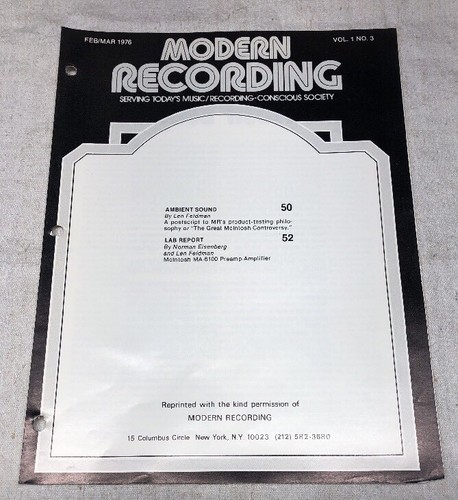 FEB/MAR 1976
VOL. 1 NO. 3
MODERN
RECORDING
SERVING TODAY'S MUSIC/RECORDING-CONSCIOUS SOCIETY
AMBIENT SOUND 50
By Len Feldman
A postscript to MR's product-testing philo-
sophy or "The Great McIntosh Controversy."
LAB REPORT 52
By Norman Eisenberg
and Len Feldman
McIntosh MA 6100 Preamp-Amplifier
Reprinted with the kind permission of
MODERN RECORDING
15 Columbus Circle New York, N.Y. 10023 (212) 582-3680